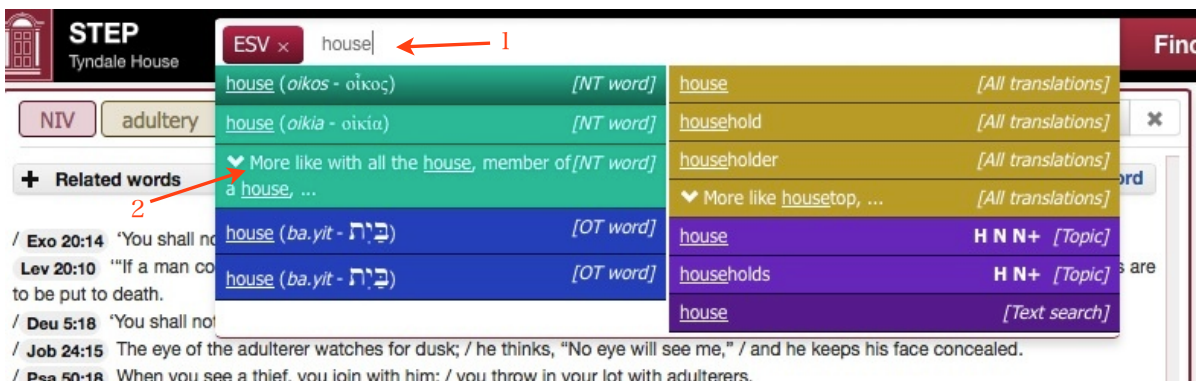 STEP
Tyndale House
ESV ×
house
1
Find
NIV
adultery
house (oikos - οἶκος) [NT word]
house (oikia - οἰκία) [NT word]
More like with all the house, member of [NT word]
a house, ...
2
house (ba.yit - בַּיִת) [OT word]
house (ba.yit - בַּיִת) [OT word]
house [All translations]
household [All translations]
householder [All translations]
More like housetop, ... [All translations]
house H N N+ [Topic]
households H N+ [Topic]
house [Text search]
+ Related words
/ Exo 20:14 ‘You shall
Lev 20:10 ‘“If a man
s are
to be put to death.
/ Deu 5:18 ‘You shall not
/ Job 24:15 The eye of the adulterer watches for dusk; / he thinks, “No eye will see me,” / and he keeps his face concealed.
/ Psa 50:18 When you see a thief, you join with him; / you throw in your lot with adulterers.